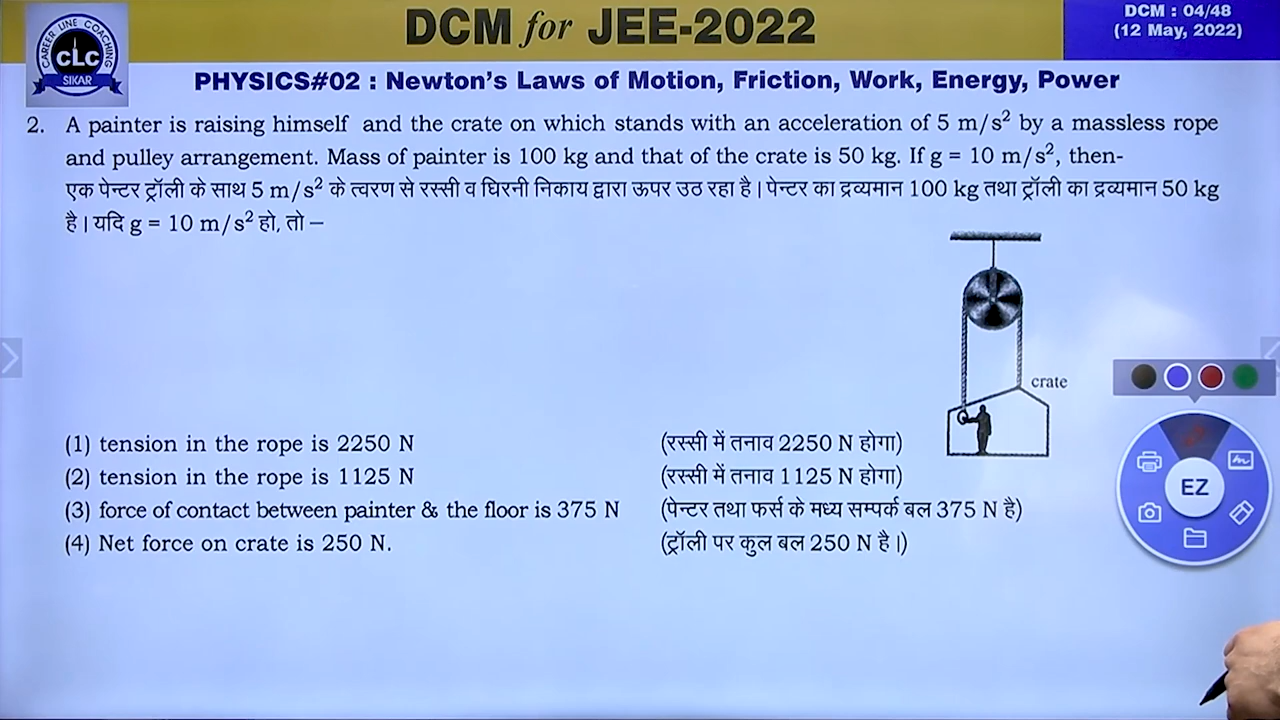 CAREER LINE COACHING
CLC
SIKAR
DCM for JEE-2022
DCM : 04/48
(12 May, 2022)
PHYSICS#02 : Newton's Laws of Motion, Friction, Work, Energy, Power
2. A painter is raising himself and the crate on which stands with an acceleration of 5 m/s² by a massless rope
and pulley arrangement. Mass of painter is 100 kg and that of the crate is 50 kg. If g = 10 m/s², then-
एक पेन्टर ट्रॉली के साथ 5 m/s² के त्वरण से रस्सी व घिरनी निकाय द्वारा ऊपर उठ रहा है। पेन्टर का द्रव्यमान 100 kg तथा ट्रॉली का द्रव्यमान 50 kg
है। यदि g = 10 m/s² हो, तो –
crate
(1) tension in the rope is 2250 N (रस्सी में तनाव 2250 N होगा)
(2) tension in the rope is 1125 N (रस्सी में तनाव 1125 N होगा)
(3) force of contact between painter & the floor is 375 N (पेन्टर तथा फर्स के मध्य सम्पर्क बल 375 N है)
(4) Net force on crate is 250 N. (ट्रॉली पर कुल बल 250 N है।)
EZ